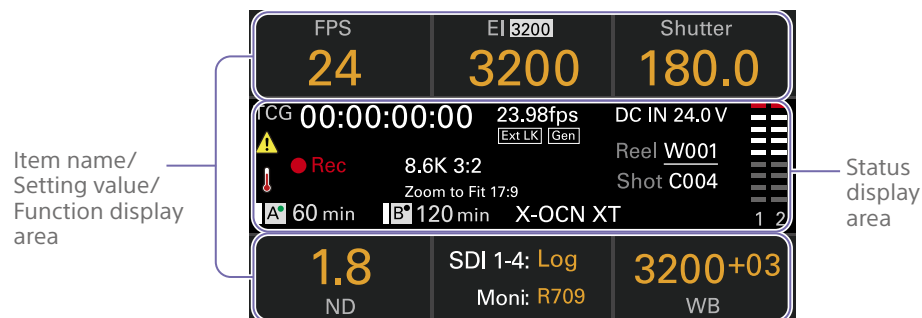 FPS
EI 3200
Shutter
24
3200
180.0
TCG 00:00:00:00
23.98fps
DC IN 24.0 V
Ext LK Gen
Rec
8.6K 3:2
Reel W001
Zoom to Fit 17:9
Shot C004
A 60 min
B 120 min
X-OCN XT
1 2
1.8
SDI 1-4: Log
3200+03
ND
Moni: R709
WB
Item name/
Setting value/
Function display
area
Status
display
area